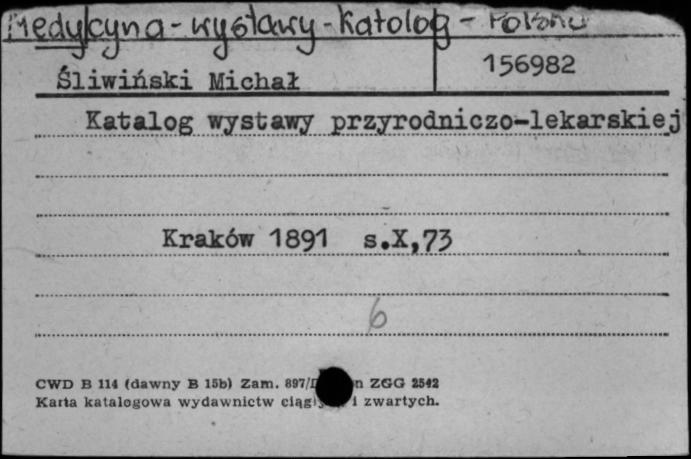 Medycyna - wystawy - katolog - Polska
Śliwiński Michał 156982
Katalog wystawy przyrodniczo-lekarskiej
Kraków 1891 s.X,73
6
CWD B 114 (dawny B 15b) Zam. 897/ ZGG 2542
Karta katalogowa wydawnictw i zwartych.